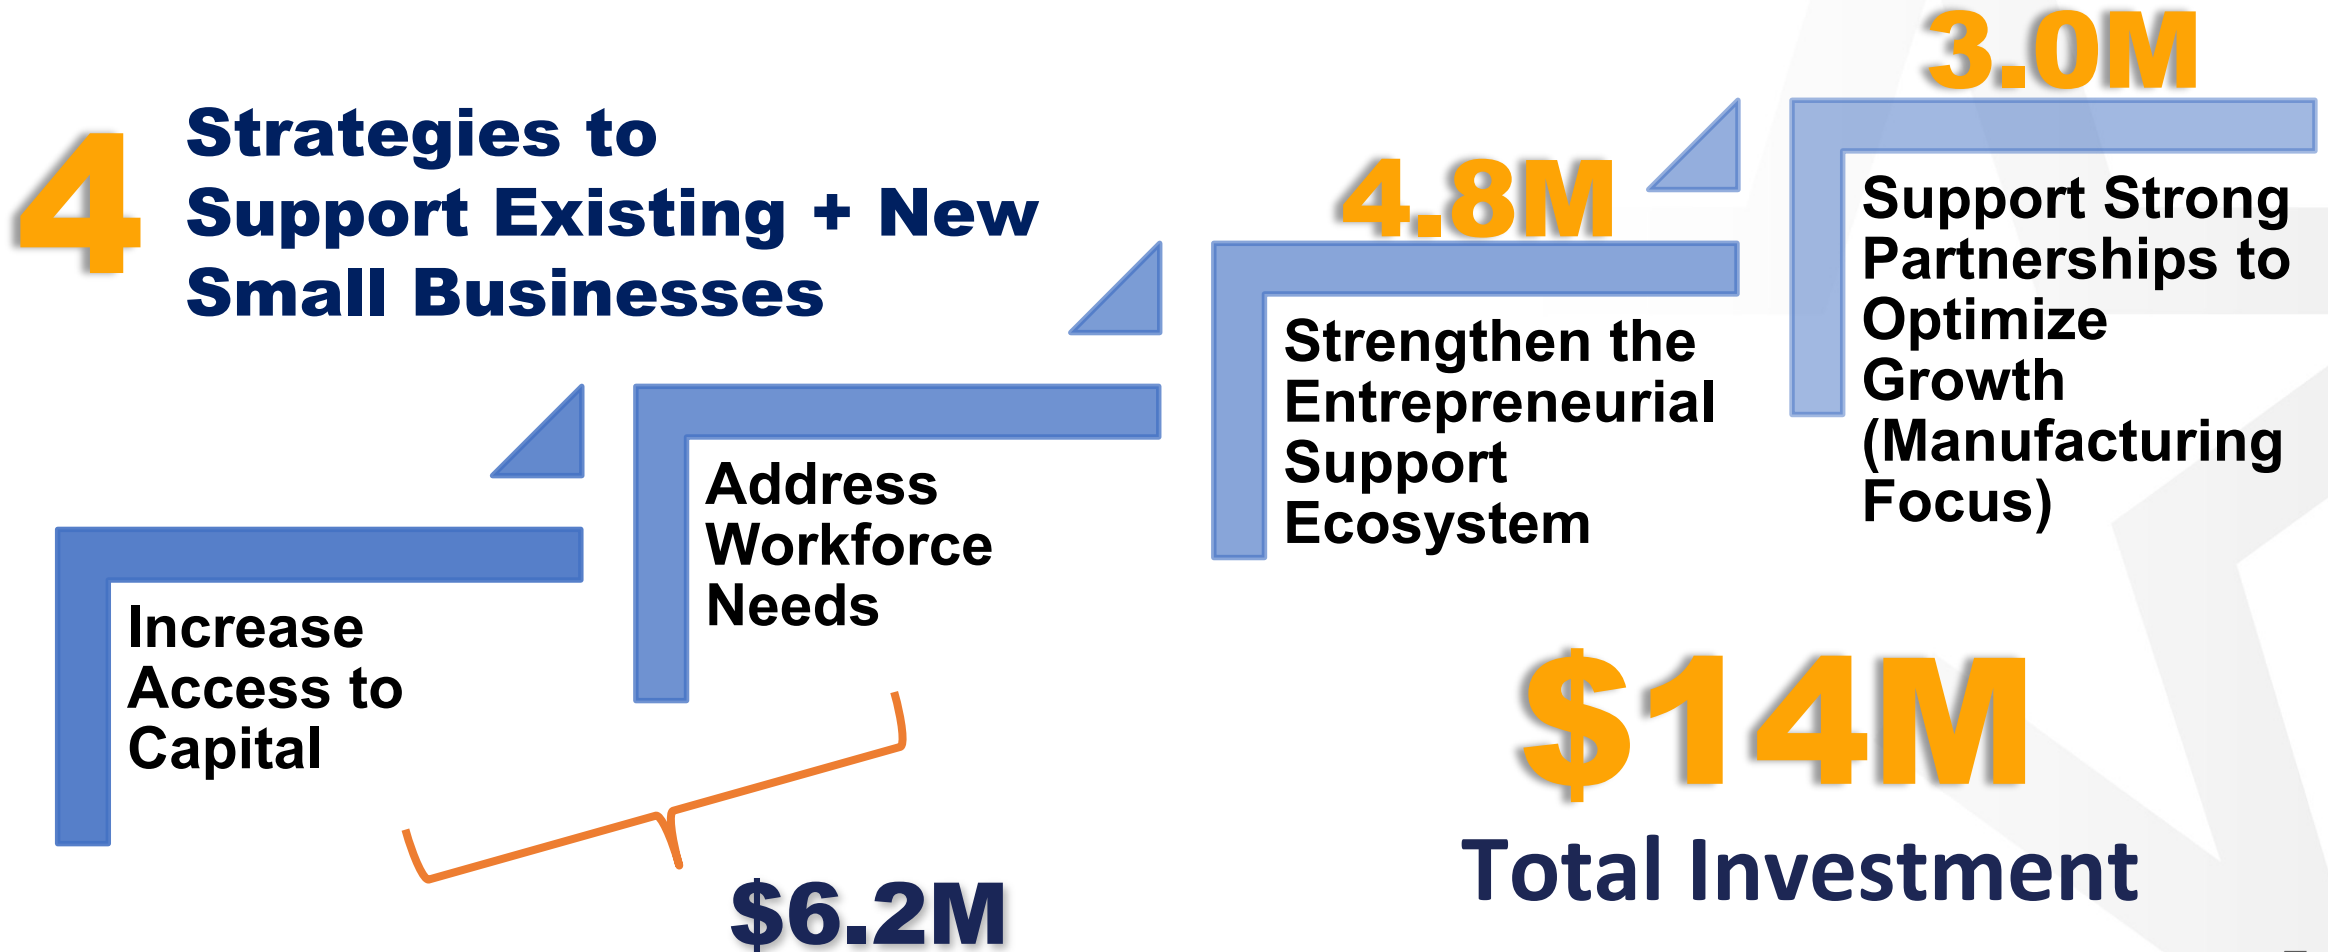 4
Strategies to
Support Existing + New
Small Businesses
Increase
Access to
Capital
Address
Workforce
Needs
$6.2M
4.8M
Strengthen the
Entrepreneurial
Support
Ecosystem
3.0M
Support Strong
Partnerships to
Optimize
Growth
(Manufacturing
Focus)
$14M
Total Investment